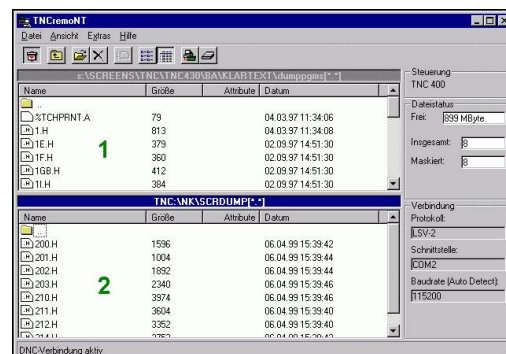 TNCremoNT
Datei Ansicht Extras Hilfe
s:\SCREENS\TNC\TNC430\BA\KLARTEXT\dumppgms[*.*]
Name Größe Attribute Datum
..
%TCHPRNT.A 79 04.03.97 11:34:06
1.H 813 04.03.97 11:34:08
1E.H 379 02.09.97 14:51:30
1F.H 360 02.09.97 14:51:30
1GB.H 412 02.09.97 14:51:30
1I.H 384 02.09.97 14:51:30
1
TNC:\NK\SCRDUMP[*.*]
Name Größe Attribute Datum
..
200.H 1596 06.04.99 15:39:42
201.H 1004 06.04.99 15:39:44
202.H 1892 06.04.99 15:39:44
203.H 2340 06.04.99 15:39:46
210.H 3974 06.04.99 15:39:46
211.H 3604 06.04.99 15:39:40
212.H 3352 06.04.99 15:39:40
2
Steuerung
TNC 400
Dateistatus
Frei: 899 MByte
Insgesamt: 8
Maskiert: 8
Verbindung
Protokoll:
LSV-2
Schnittstelle:
COM2
Baudrate (Auto Detect):
115200
DNC-Verbindung aktiv